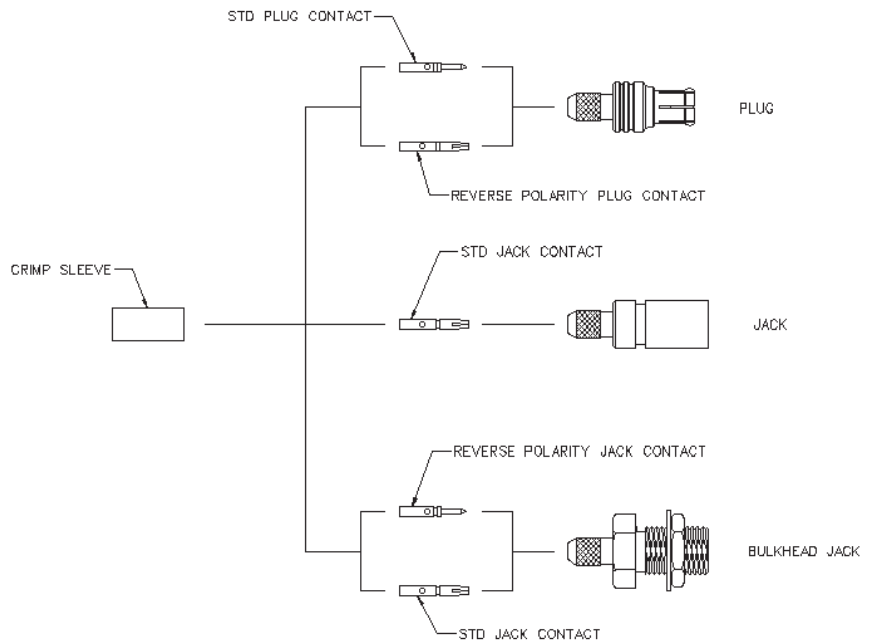 STD PLUG CONTACT
PLUG
REVERSE POLARITY PLUG CONTACT
STD JACK CONTACT
CRIMP SLEEVE
JACK
REVERSE POLARITY JACK CONTACT
BULKHEAD JACK
STD JACK CONTACT